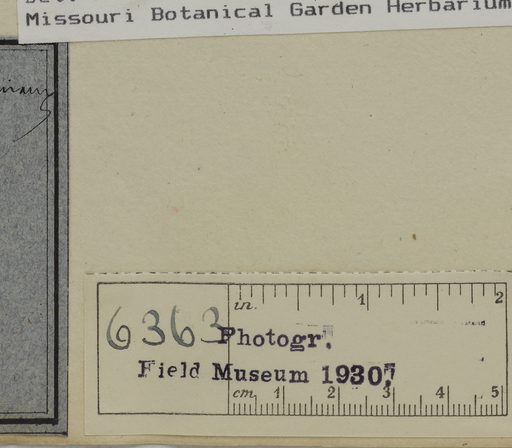 Missouri Botanical Garden Herbarium
in. 1 2
6363
Photogr.
Field Museum 1930,
cm 1 2 3 4 5